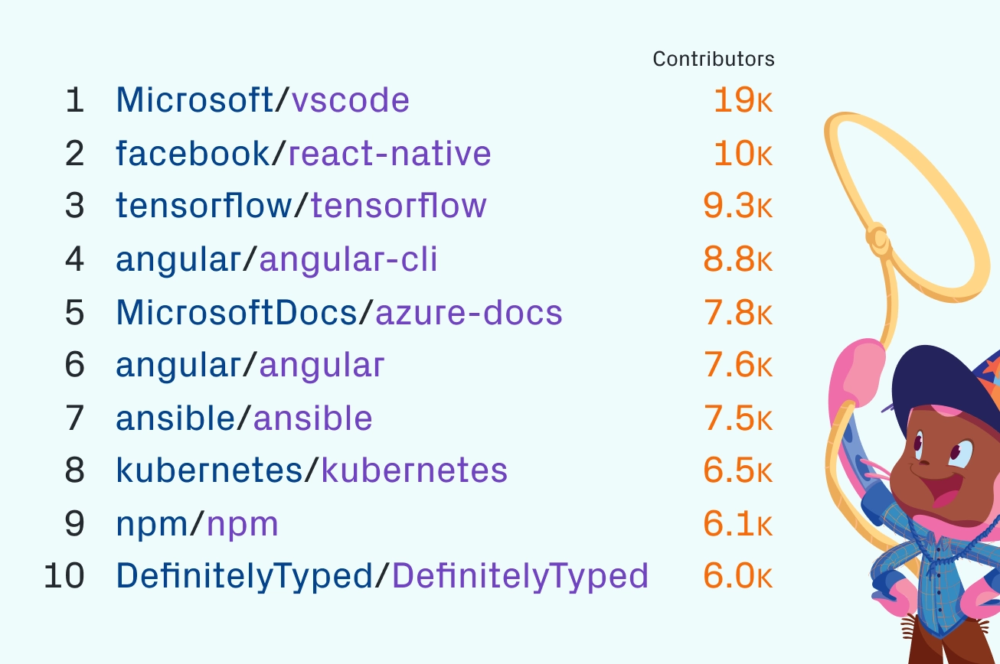 Contributors
1 Microsoft/vscode 19K
2 facebook/react-native 10K
3 tensorflow/tensorflow 9.3K
4 angular/angular-cli 8.8K
5 MicrosoftDocs/azure-docs 7.8K
6 angular/angular 7.6K
7 ansible/ansible 7.5K
8 kubernetes/kubernetes 6.5K
9 npm/npm 6.1K
10 DefinitelyTyped/DefinitelyTyped 6.0K